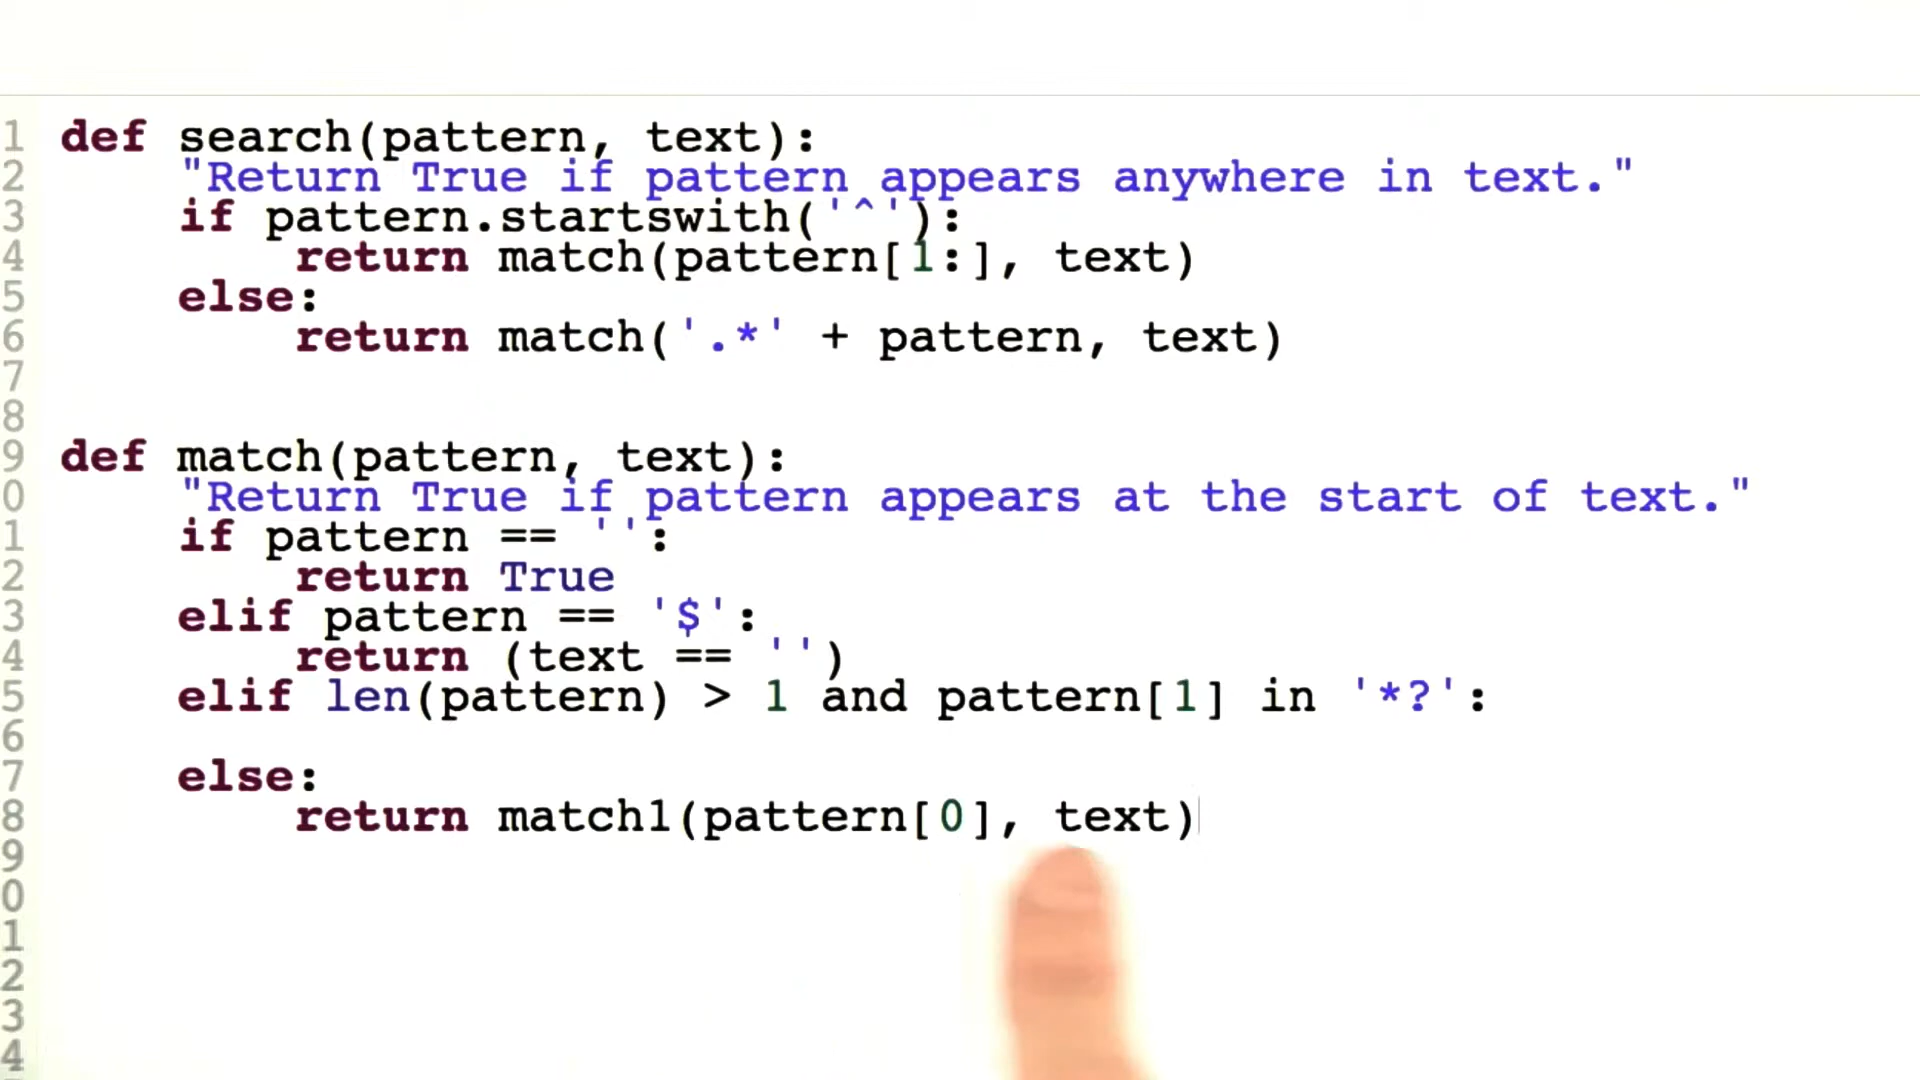 1 def search(pattern, text):
2 "Return True if pattern appears anywhere in text."
3 if pattern.startswith('^'):
4 return match(pattern[1:], text)
5 else:
6 return match('.*' + pattern, text)
7
8
9 def match(pattern, text):
0 "Return True if pattern appears at the start of text."
1 if pattern == '':
2 return True
3 elif pattern == '$':
4 return (text == '')
5 elif len(pattern) > 1 and pattern[1] in '*?':
6
7 else:
8 return match1(pattern[0], text)
9
0
1
2
3
4